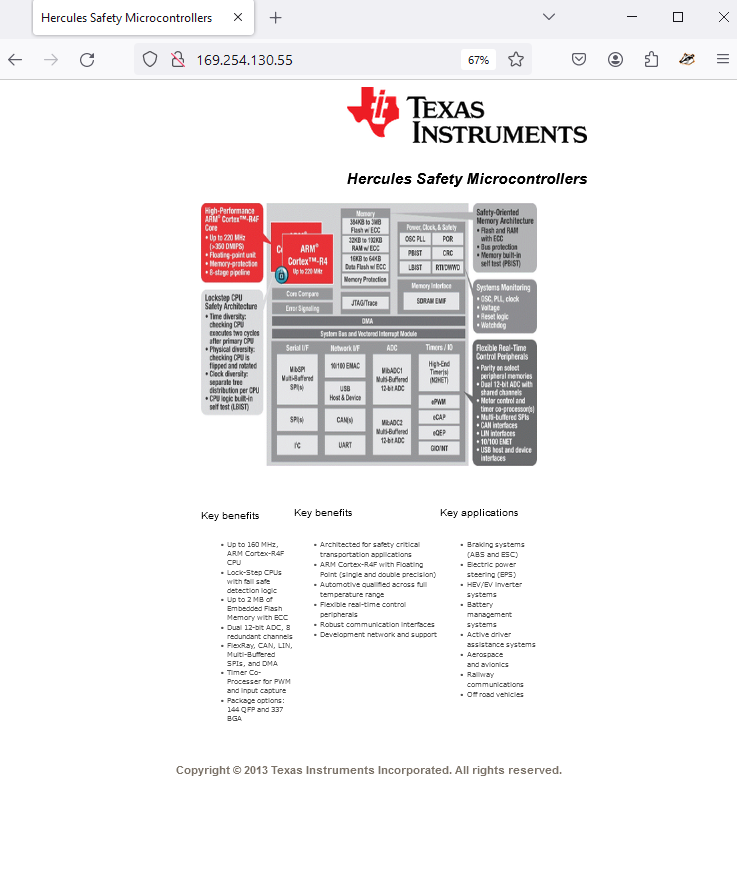 Hercules Safety Microcontrollers
169.254.130.55
67%
TEXAS
INSTRUMENTS
Hercules Safety Microcontrollers
High-Performance
ARM® Cortex™-R4F
Core
• Up to 220 MHz
(>350 DMIPS)
• Floating-point unit
• Memory-protection
• 8-stage pipeline
Lockstep CPU
Safety Architecture
• Time diversity:
checking CPU
executes two cycles
after primary CPU
• Physical diversity:
checking CPU is
flipped and rotated
• Clock diversity:
separate tree
distribution per CPU
• CPU logic built-in
self test (LBIST)
ARM®
Cortex™-R4
Up to 220 MHz
Core Compare
Error Signaling
Memory
384KB to 3MB
Flash w/ ECC
32KB to 192KB
RAM w/ ECC
16KB to 64KB
Data Flash w/ ECC
Memory Protection
JTAG/Trace
Power, Clock, & Safety
OSC PLL
POR
PBIST
CRC
LBIST
RTI/DWWD
Memory Interface
SDRAM EMIF
DMA
System Bus and Vectored Interrupt Module
Serial I/F
Network I/F
ADC
Timers / IO
MibSPI
Multi-Buffered
SPI(s)
SPI(s)
I²C
10/100 EMAC
USB
Host & Device
CAN(s)
UART
MibADC1
Multi-Buffered
12-bit ADC
MibADC2
Multi-Buffered
12-bit ADC
High-End
Timer(s)
(N2HET)
ePWM
eCAP
eQEP
GIO/INT
Safety-Oriented
Memory Architecture
• Flash and RAM
with ECC
• Bus protection
• Memory built-in
self test (PBIST)
Systems Monitoring
• OSC, PLL, clock
• Voltage
• Reset logic
• Watchdog
Flexible Real-Time
Control Peripherals
• Parity on select
peripheral memories
• Dual 12-bit ADC with
shared channels
• Motor control and
timer co-processor(s)
• Multi-buffered SPIs
• CAN interfaces
• LIN interfaces
• 10/100 ENET
• USB host and device
interfaces
Key benefits
• Up to 160 MHz,
ARM Cortex-R4F
CPU
• Lock-Step CPUs
with fail safe
detection logic
• Up to 2 MB of
Embedded Flash
Memory with ECC
• Dual 12-bit ADC, 8
redundant channels
• FlexRay, CAN, LIN,
Multi-Buffered
SPIs, and DMA
• Timer Co-
Processer for PWM
and input capture
• Package options:
144 QFP and 337
BGA
Key benefits
• Architected for safety critical
transportation applications
• ARM Cortex-R4F with Floating
Point (single and double precision)
• Automotive qualified across full
temperature range
• Flexible real-time control
peripherals
• Robust communication interfaces
• Development network and support
Key applications
• Braking systems
(ABS and ESC)
• Electric power
steering (EPS)
• HEV/EV inverter
systems
• Battery
management
systems
• Active driver
assistance systems
• Aerospace
and avionics
• Railway
communications
• Off road vehicles
Copyright © 2013 Texas Instruments Incorporated. All rights reserved.